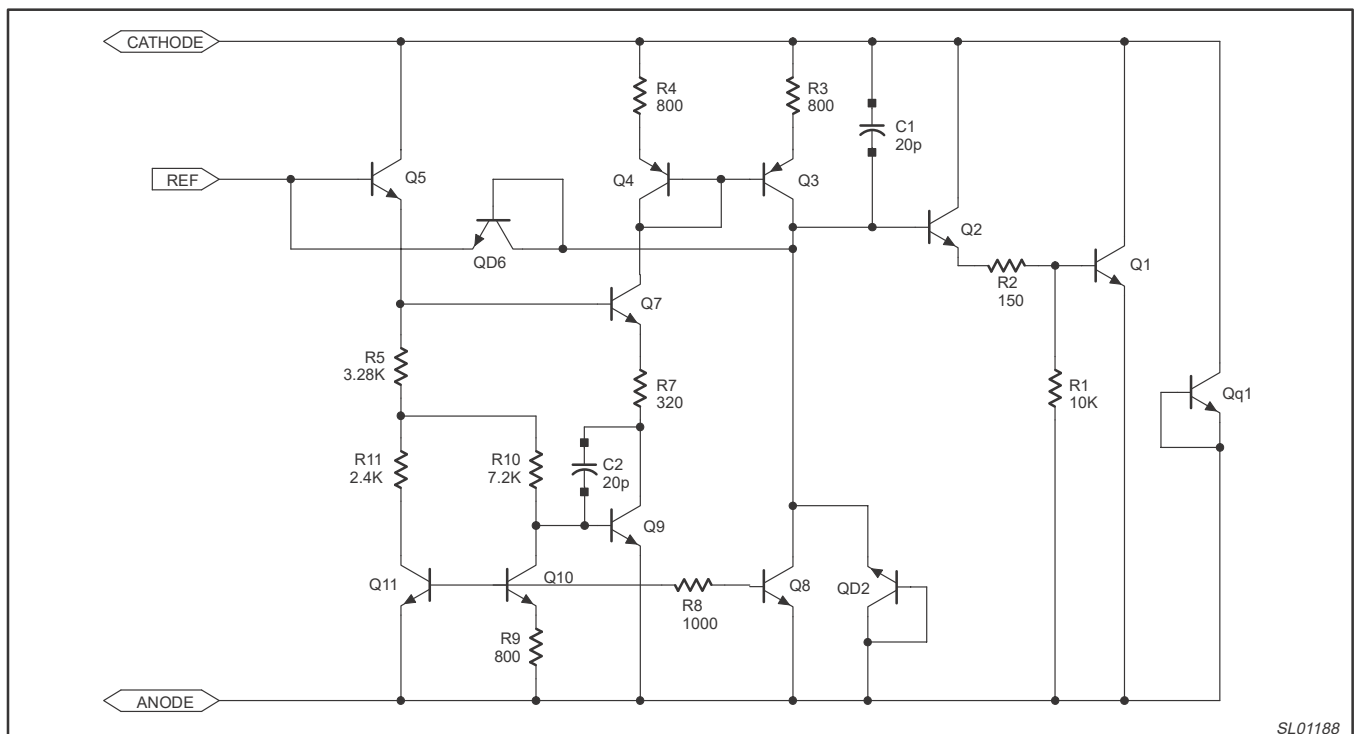 CATHODE
R4
800
R3
800
C1
20p
REF
Q5
Q4
Q3
QD6
Q2
R2
150
Q1
Q7
R5
3.28K
R7
320
R1
10K
Qq1
R11
2.4K
R10
7.2K
C2
20p
Q9
Q11
Q10
R8
1000
Q8
QD2
R9
800
ANODE
SL01188